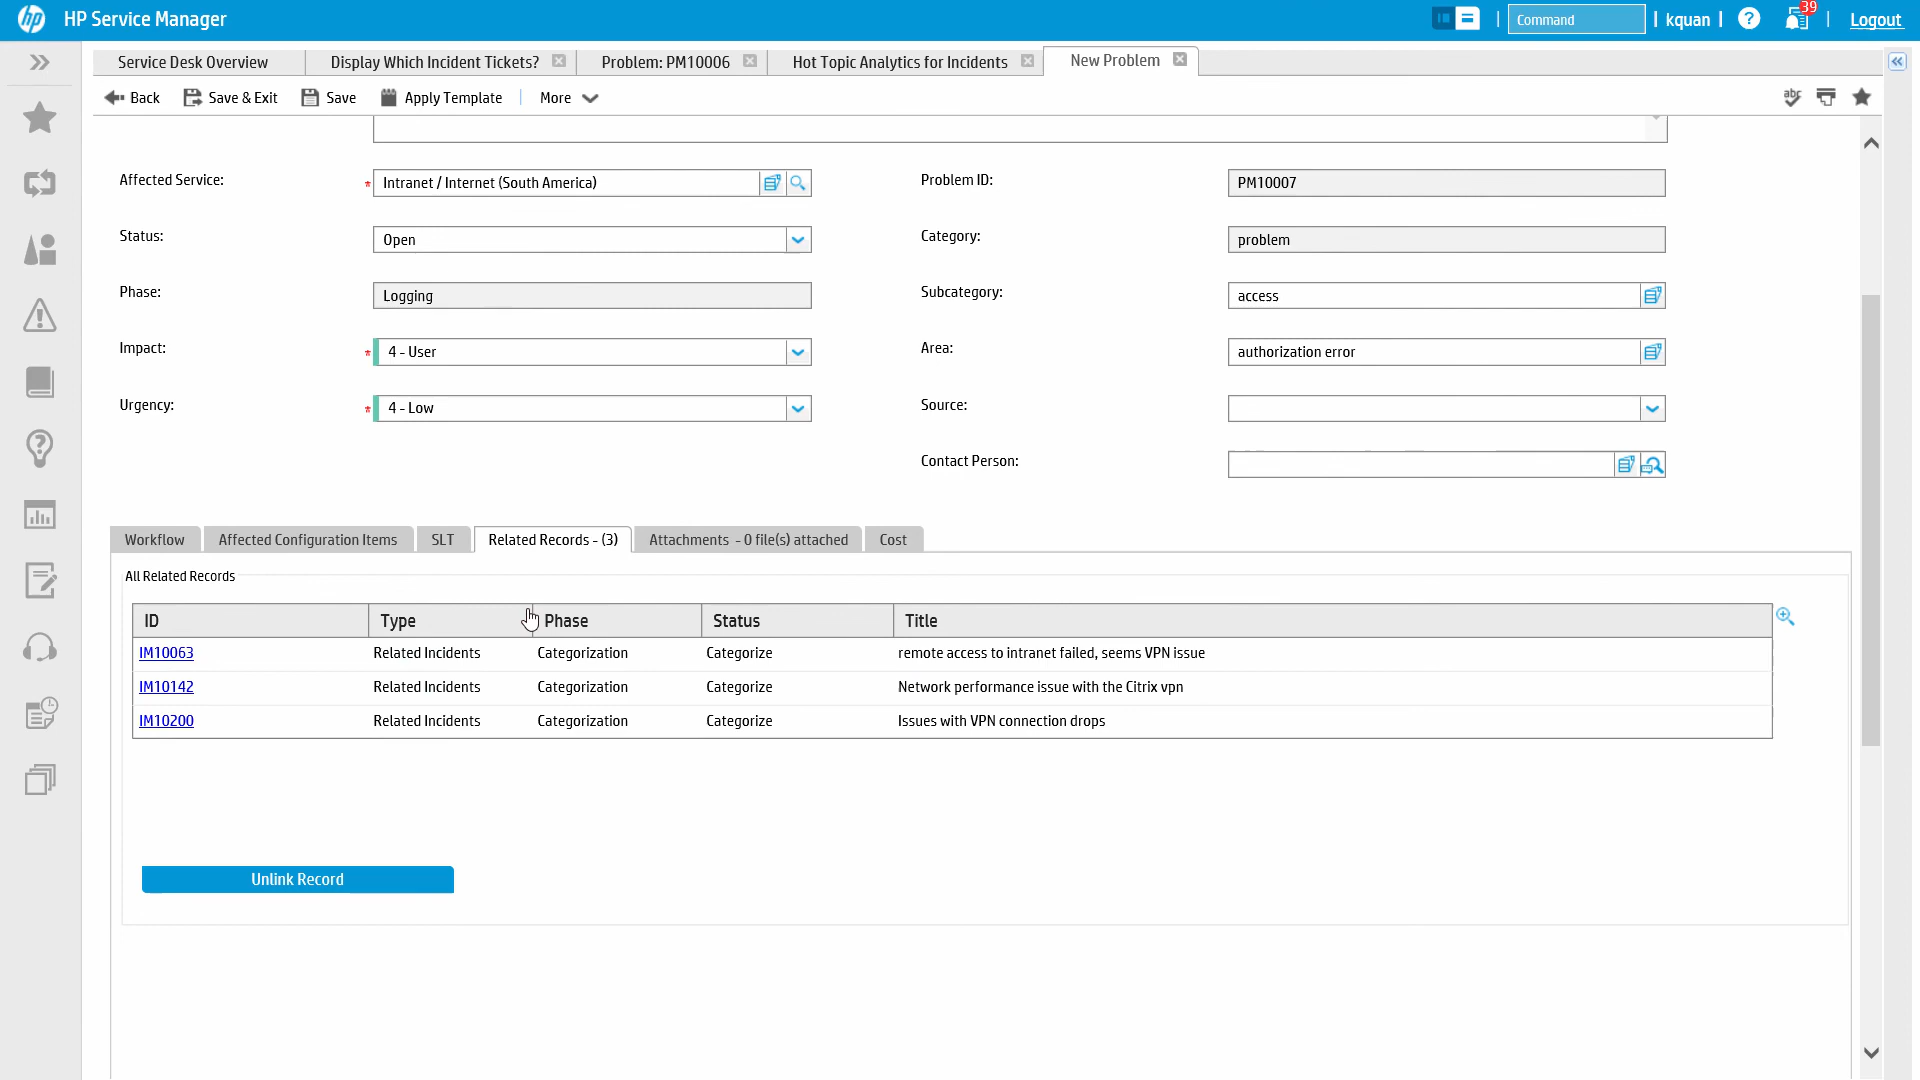 hp HP Service Manager Command kquan ? 39 Logout
Service Desk Overview Display Which Incident Tickets? Problem: PM10006 Hot Topic Analytics for Incidents New Problem
Back Save & Exit Save Apply Template More abc
Affected Service: * Intranet / Internet (South America) Problem ID: PM10007
Status: Open Category: problem
Phase: Logging Subcategory: access
Impact: * 4 - User Area: authorization error
Urgency: * 4 - Low Source:
Contact Person:
Workflow Affected Configuration Items SLT Related Records - (3) Attachments - 0 file(s) attached Cost
All Related Records
ID Type Phase Status Title
IM10063 Related Incidents Categorization Categorize remote access to intranet failed, seems VPN issue
IM10142 Related Incidents Categorization Categorize Network performance issue with the Citrix vpn
IM10200 Related Incidents Categorization Categorize Issues with VPN connection drops
Unlink Record